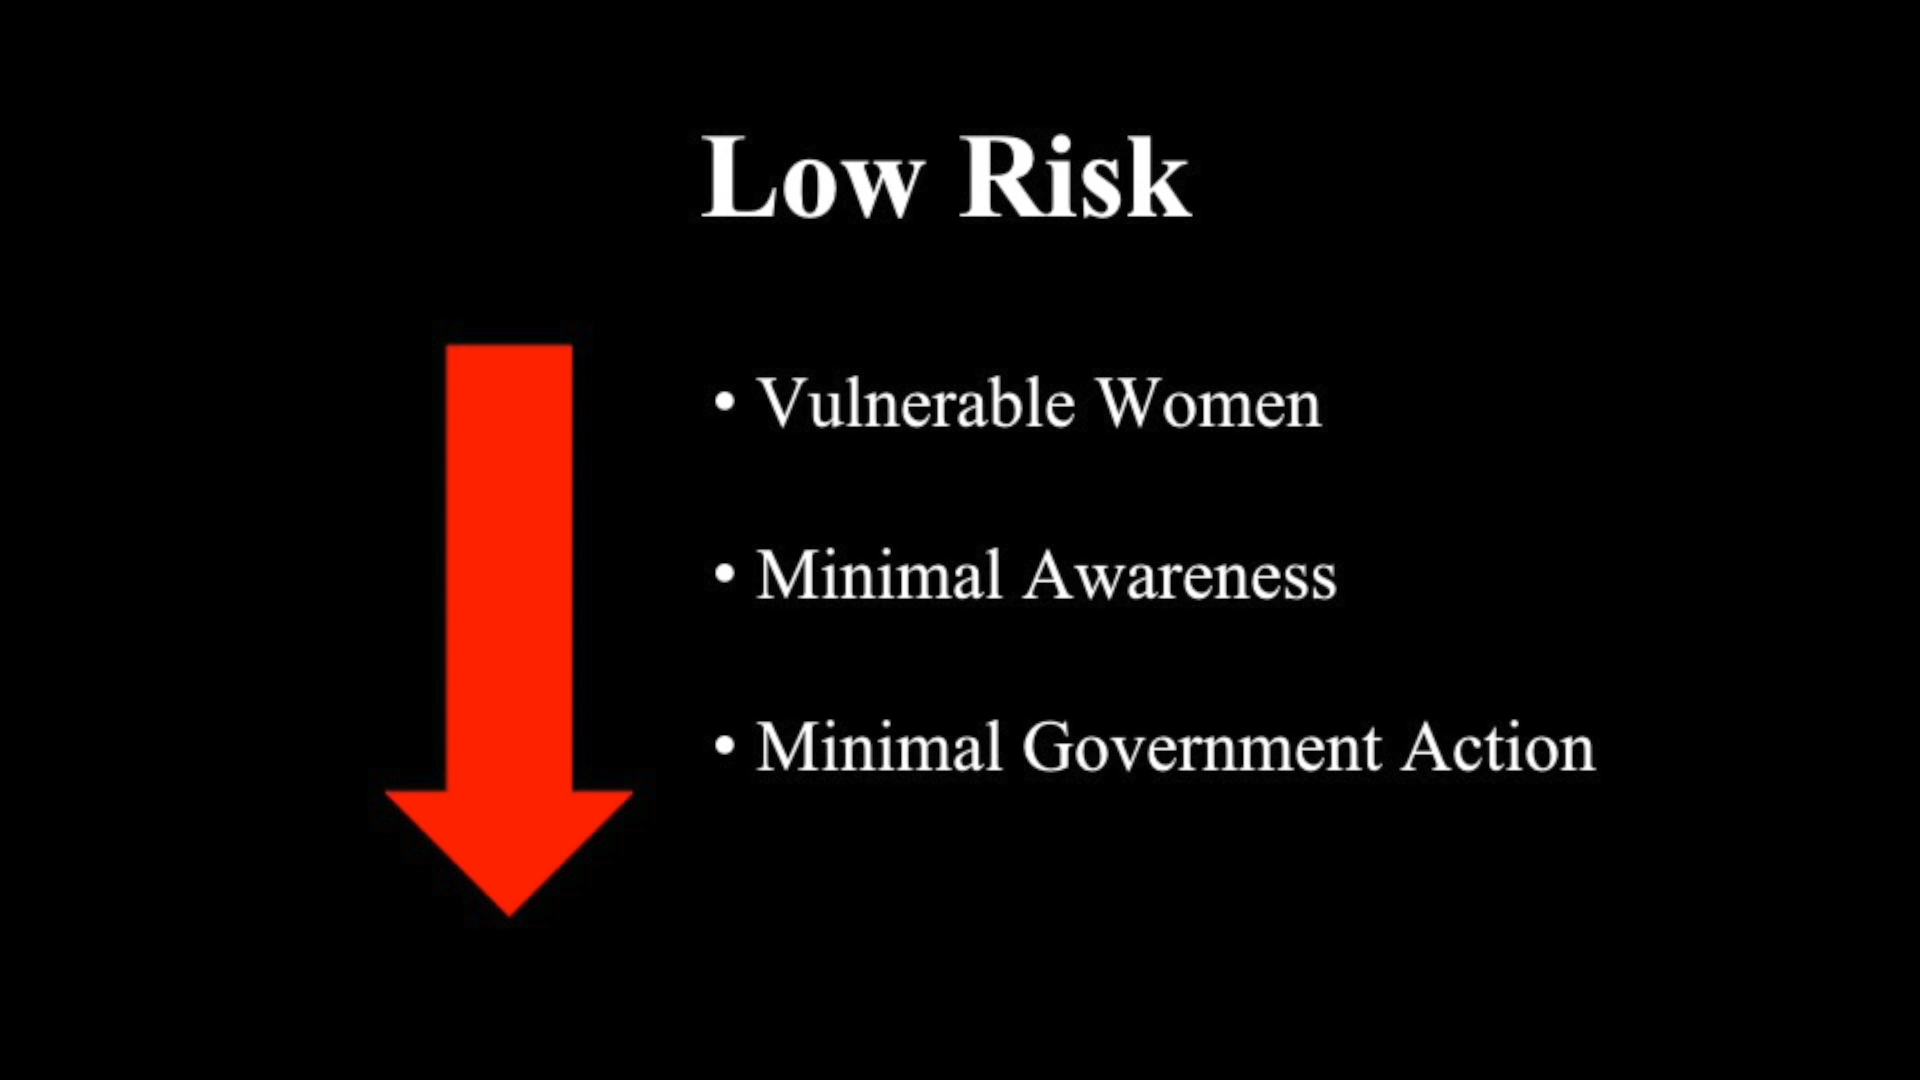 Low Risk
• Vulnerable Women
• Minimal Awareness
• Minimal Government Action